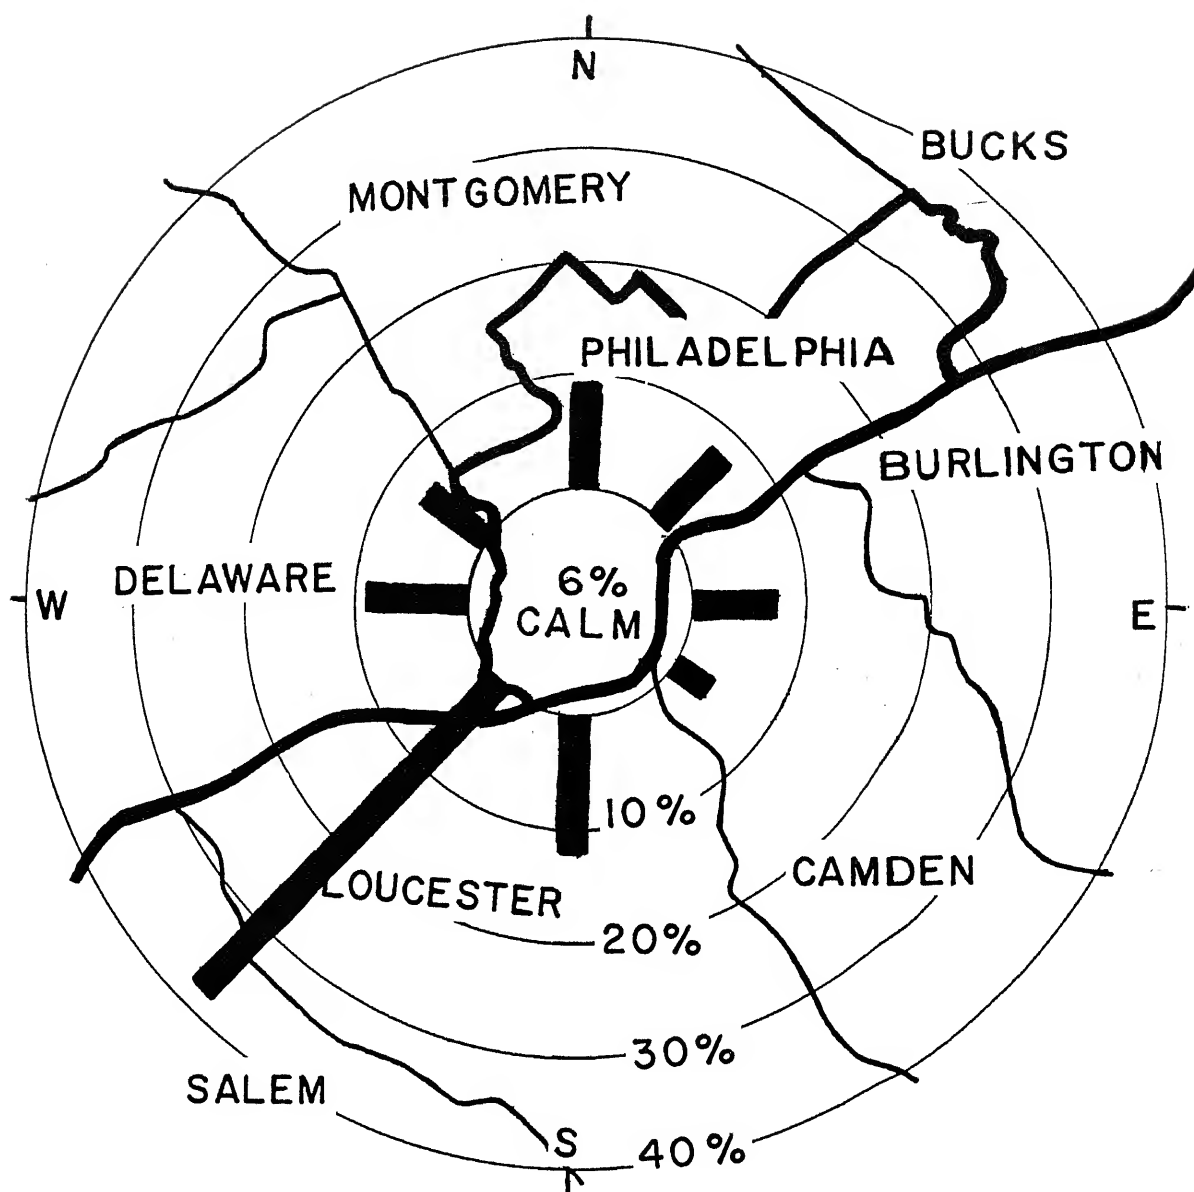 N
BUCKS
MONTGOMERY
PHILADELPHIA
BURLINGTON
DELAWARE
6%
CALM
W
E
10%
LOUCESTER
CAMDEN
20%
30%
SALEM
S
40%